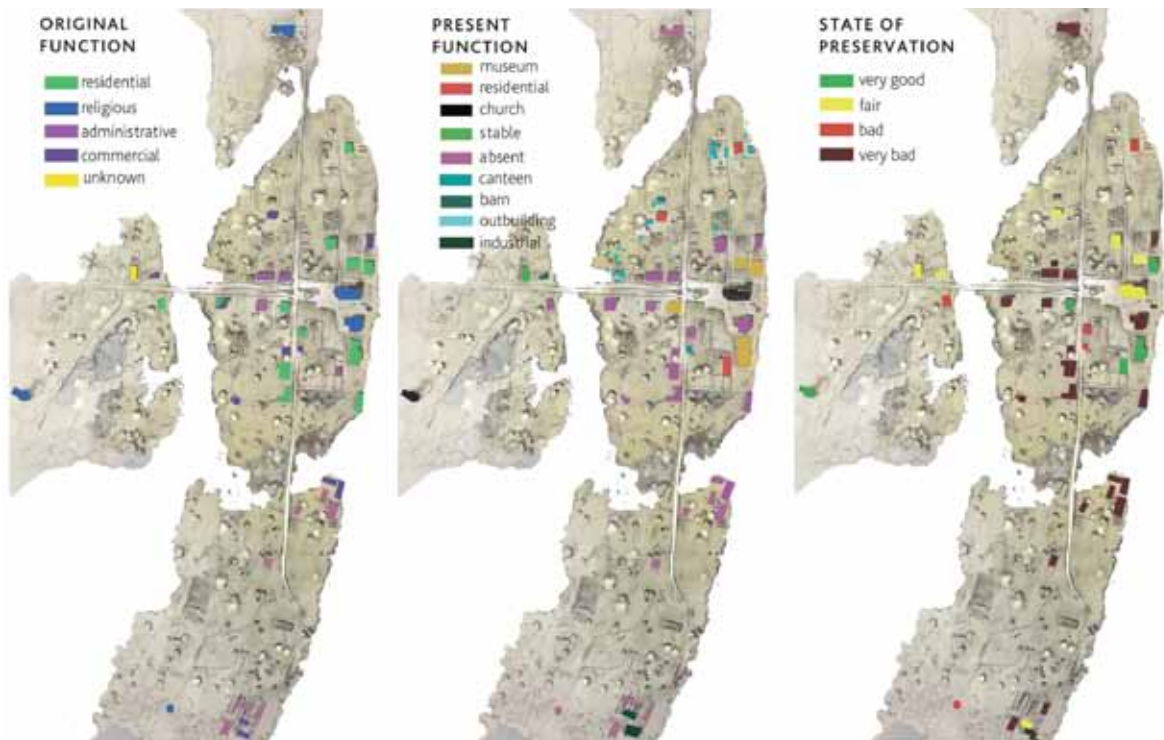 ORIGINAL
FUNCTION
residential
religious
administrative
commercial
unknown
PRESENT
FUNCTION
museum
residential
church
stable
absent
canteen
barn
outbuilding
industrial
STATE OF
PRESERVATION
very good
fair
bad
very bad